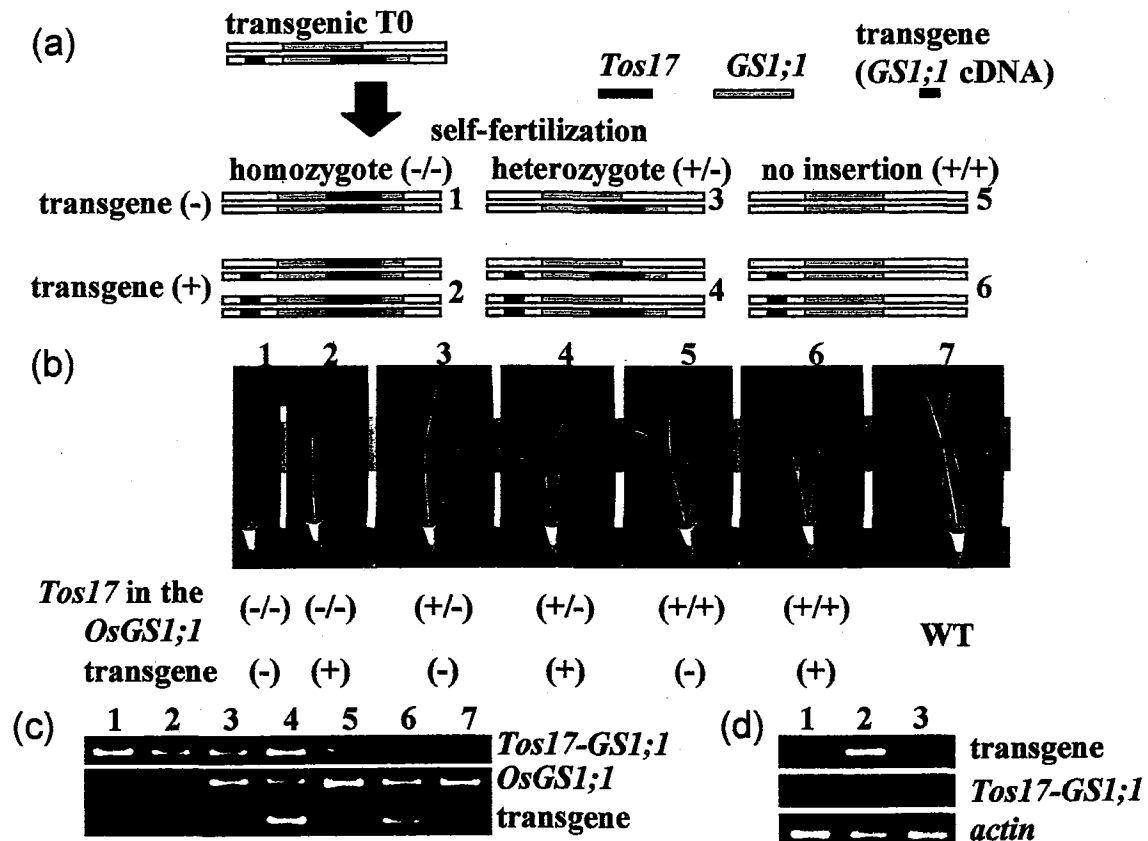 (a)
transgenic T0
Tos17 GS1;1 transgene (GS1;1 cDNA)
self-fertilization
homozygote (-/-) heterozygote (+/-) no insertion (+/+)
transgene (-) 1 3 5
transgene (+) 2 4 6
(b)
1 2 3 4 5 6 7
Tos17 in the OsGS1;1 (-/-) (-/-) (+/-) (+/-) (+/+) (+/+)
WT
transgene (-) (+) (-) (+) (-) (+)
(c)
1 2 3 4 5 6 7
Tos17-GS1;1
OsGS1;1
transgene
(d)
1 2 3
transgene
Tos17-GS1;1
actin